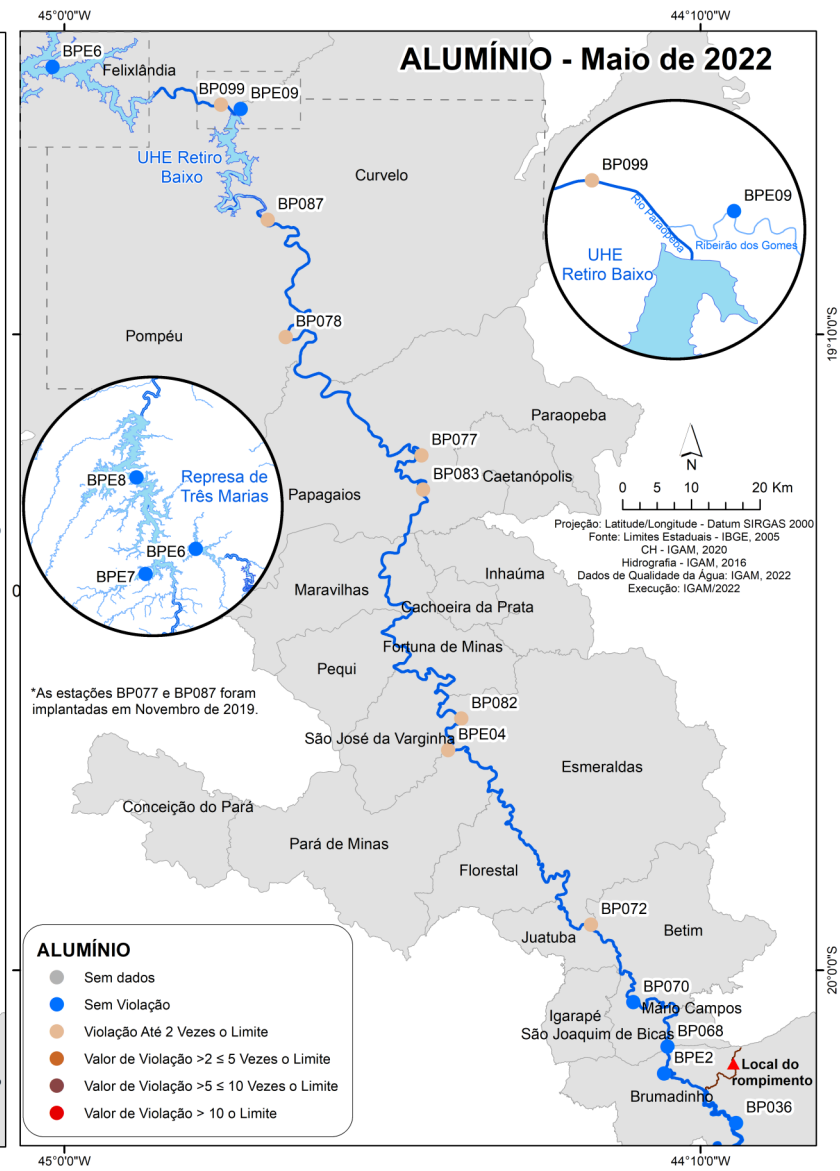 45°0'0"W
44°10'0"W
ALUMÍNIO - Maio de 2022
BPE6
Felixlândia
BP099
BPE09
UHE Retiro
Baixo
Curvelo
BP087
BP099
BPE09
Rio Paraopeba
Ribeirão dos Gomes
UHE
Retiro Baixo
BP078
Pompéu
19°10'0"S
Paraopeba
BP077
Caetanópolis
BP083
Papagaios
BPE8
Represa de
Três Marias
BPE6
BPE7
N
0 5 10 20 Km
Projeção: Latitude/Longitude - Datum SIRGAS 2000
Fonte: Limites Estaduais - IBGE, 2005
CH - IGAM, 2020
Hidrografia - IGAM, 2016
Dados de Qualidade da Água: IGAM, 2022
Execução: IGAM/2022
Inhaúma
Maravilhas
Cachoeira da Prata
Fortuna de Minas
Pequi
*As estações BP077 e BP087 foram
implantadas em Novembro de 2019.
BP082
São José da Varginha
BPE04
Esmeraldas
Conceição do Pará
Pará de Minas
Florestal
BP072
Juatuba
Betim
20°0'0"S
BP070
Mário Campos
Igarapé
São Joaquim de Bicas
BP068
BPE2
Local do
rompimento
Brumadinho
BP036
ALUMÍNIO
Sem dados
Sem Violação
Violação Até 2 Vezes o Limite
Valor de Violação >2 ≤ 5 Vezes o Limite
Valor de Violação >5 ≤ 10 Vezes o Limite
Valor de Violação > 10 o Limite
45°0'0"W
44°10'0"W